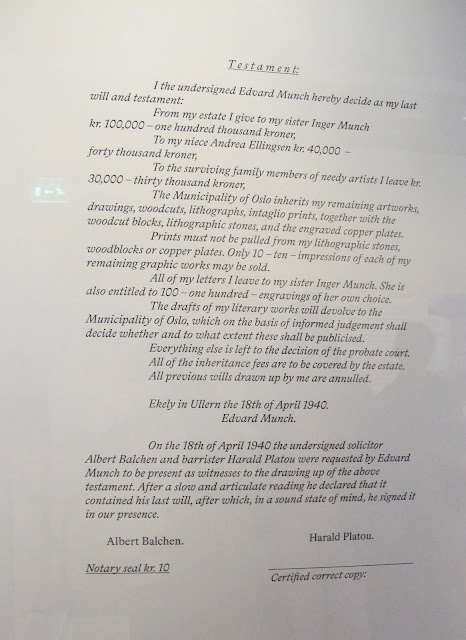 Testament:
I the undersigned Edvard Munch hereby decide as my last
will and testament:
From my estate I give to my sister Inger Munch
kr. 100,000 – one hundred thousand kroner,
To my niece Andrea Ellingsen kr. 40,000 –
forty thousand kroner,
To the surviving family members of needy artists I leave kr.
30,000 – thirty thousand kroner,
The Municipality of Oslo inherits my remaining artworks,
drawings, woodcuts, lithographs, intaglio prints, together with the
woodcut blocks, lithographic stones, and the engraved copper plates.
Prints must not be pulled from my lithographic stones,
woodblocks or copper plates. Only 10 – ten – impressions of each of my
remaining graphic works may be sold.
All of my letters I leave to my sister Inger Munch. She is
also entitled to 100 – one hundred – engravings of her own choice.
The drafts of my literary works will devolve to the
Municipality of Oslo, which on the basis of informed judgement shall
decide whether and to what extent these shall be publicised.
Everything else is left to the decision of the probate court.
All of the inheritance fees are to be covered by the estate.
All previous wills drawn up by me are annulled.
Ekely in Ullern the 18th of April 1940.
Edvard Munch.
On the 18th of April 1940 the undersigned solicitor
Albert Balchen and barrister Harald Platou were requested by Edvard
Munch to be present as witnesses to the drawing up of the above
testament. After a slow and articulate reading he declared that it
contained his last will, after which, in a sound state of mind, he signed it
in our presence.
Albert Balchen. Harald Platou.
Notary seal kr. 10
Certified correct copy: